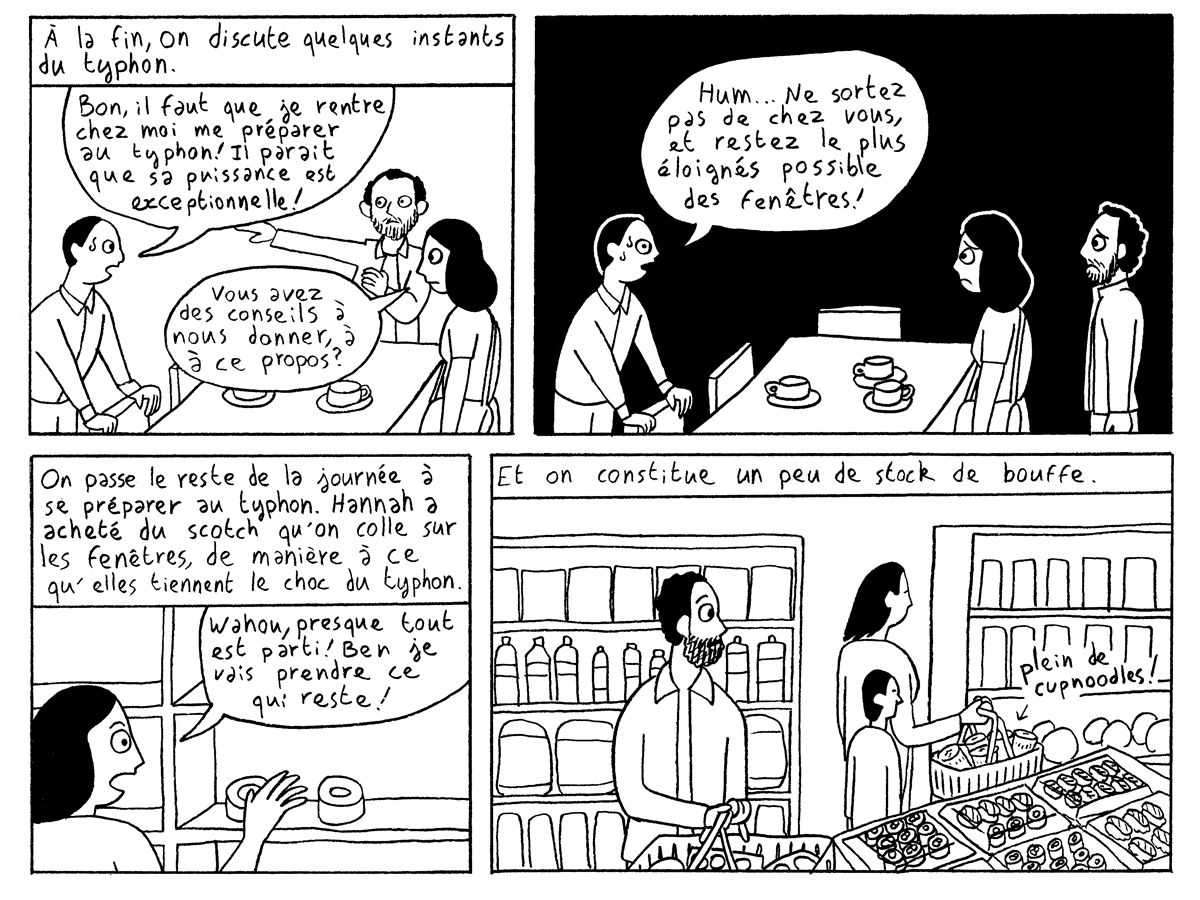 À la fin, on discute quelques instants
du typhon.
Bon, il faut que je rentre
chez moi me préparer
au typhon! Il paraît
que sa puissance est
exceptionnelle!
Vous avez
des conseils à
nous donner, à
à ce propos?
Hum... Ne sortez
pas de chez vous,
et restez le plus
éloignés possible
des fenêtres!
On passe le reste de la journée à
se préparer au typhon. Hannah a
acheté du scotch qu'on colle sur
les fenêtres, de manière à ce
qu'elles tiennent le choc du typhon.
Wahou, presque tout
est parti! Ben je
vais prendre ce
qui reste!
Et on constitue un peu de stock de bouffe.
plein de
cupnoodles!